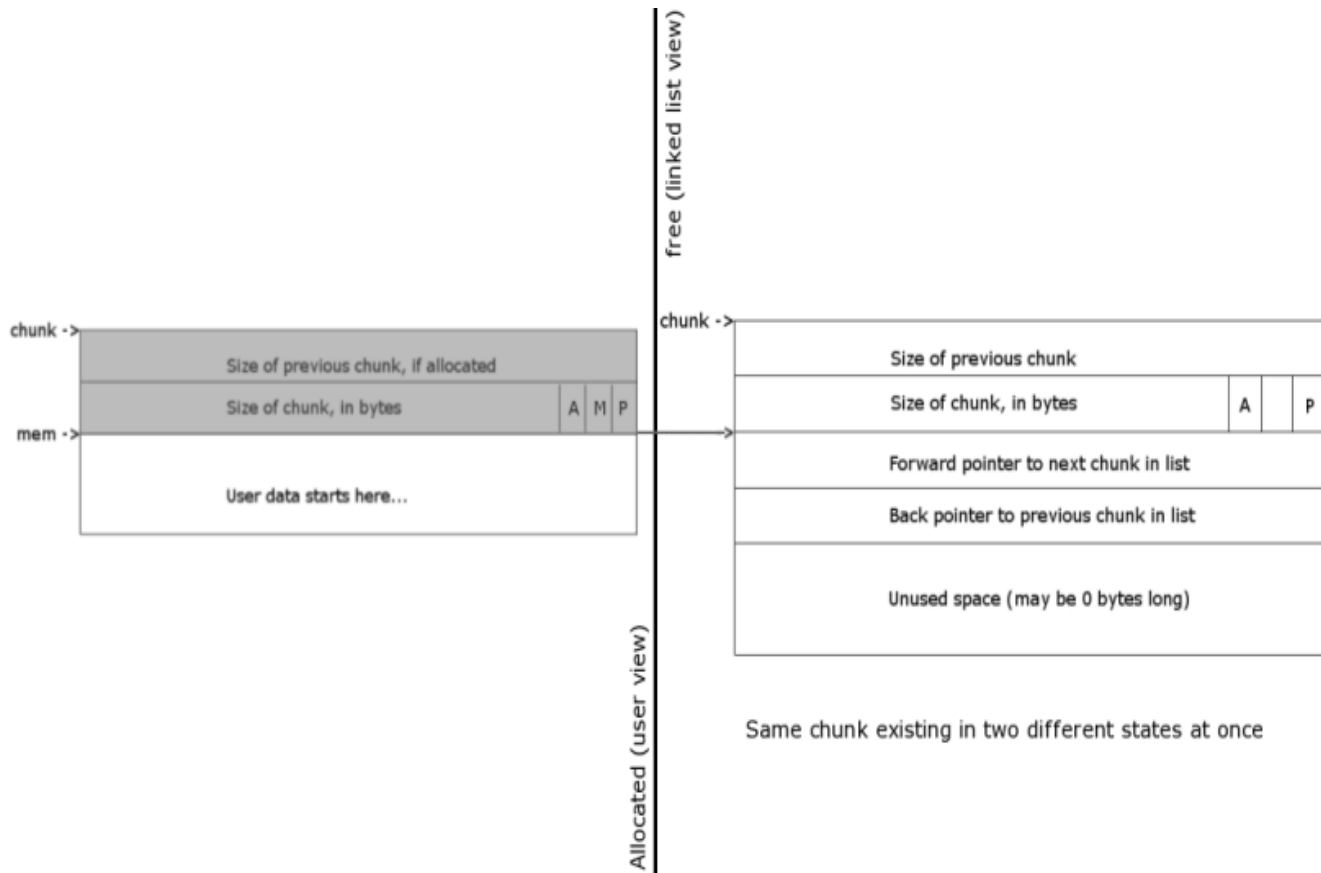 free (linked list view)
chunk ->
Size of previous chunk, if allocated
Size of chunk, in bytes
A M P
mem ->
User data starts here...
Allocated (user view)
chunk ->
Size of previous chunk
Size of chunk, in bytes
A P
Forward pointer to next chunk in list
Back pointer to previous chunk in list
Unused space (may be 0 bytes long)
Same chunk existing in two different states at once